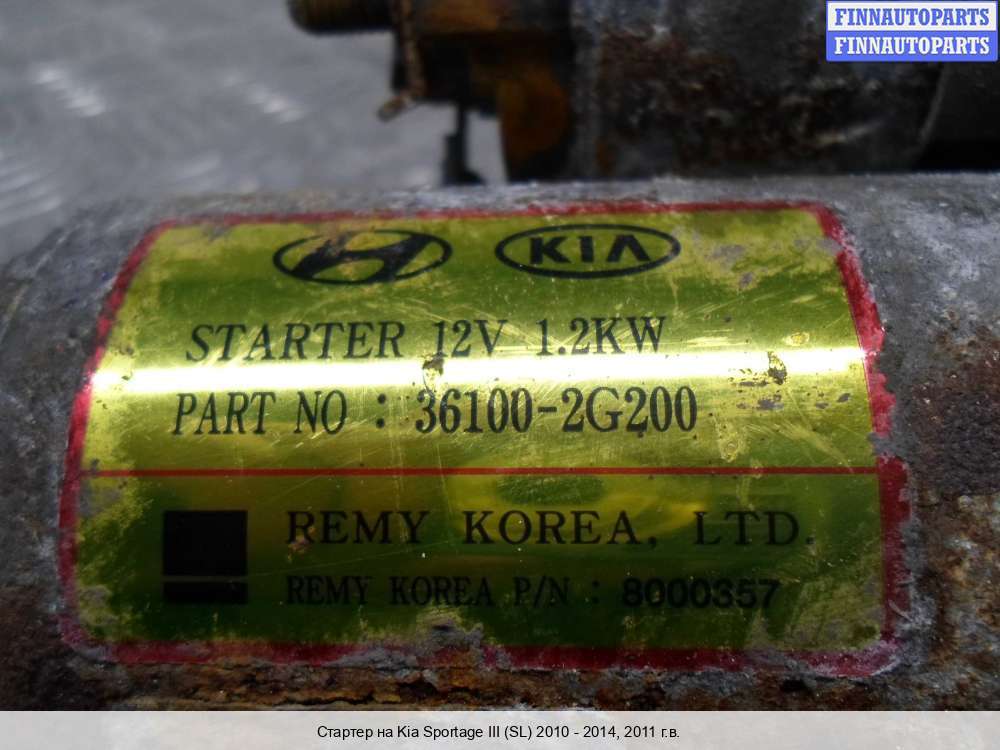 FINNAUTOPARTS
FINNAUTOPARTS
KIA
STARTER 12V 1.2KW
PART NO : 36100-2G200
REMY KOREA, LTD.
REMY KOREA P/N : 8000357
Стартер на Kia Sportage III (SL) 2010 - 2014, 2011 г.в.